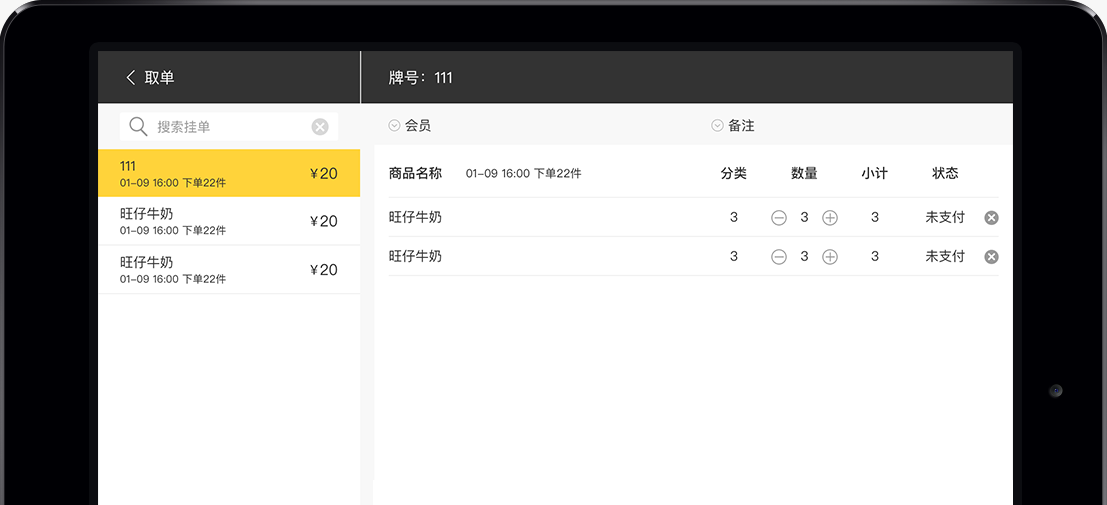 取单
牌号：111
搜索挂单
会员
备注
111
01-09 16:00 下单22件
¥20
旺仔牛奶
01-09 16:00 下单22件
¥20
旺仔牛奶
01-09 16:00 下单22件
¥20
商品名称 01-09 16:00 下单22件 分类 数量 小计 状态
旺仔牛奶 3 3 3 未支付
旺仔牛奶 3 3 3 未支付